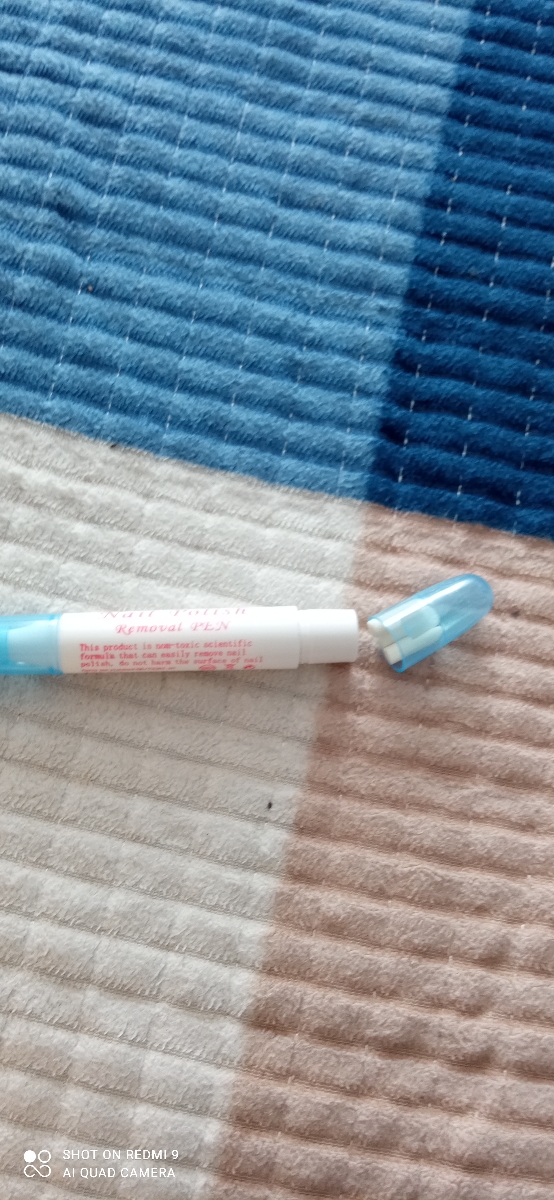 Nail Polish
Removal PEN
This product is non-toxic scientific
formula that can easily remove nail
polish, do not harm the surface of nail
SHOT ON REDMI 9
AI QUAD CAMERA